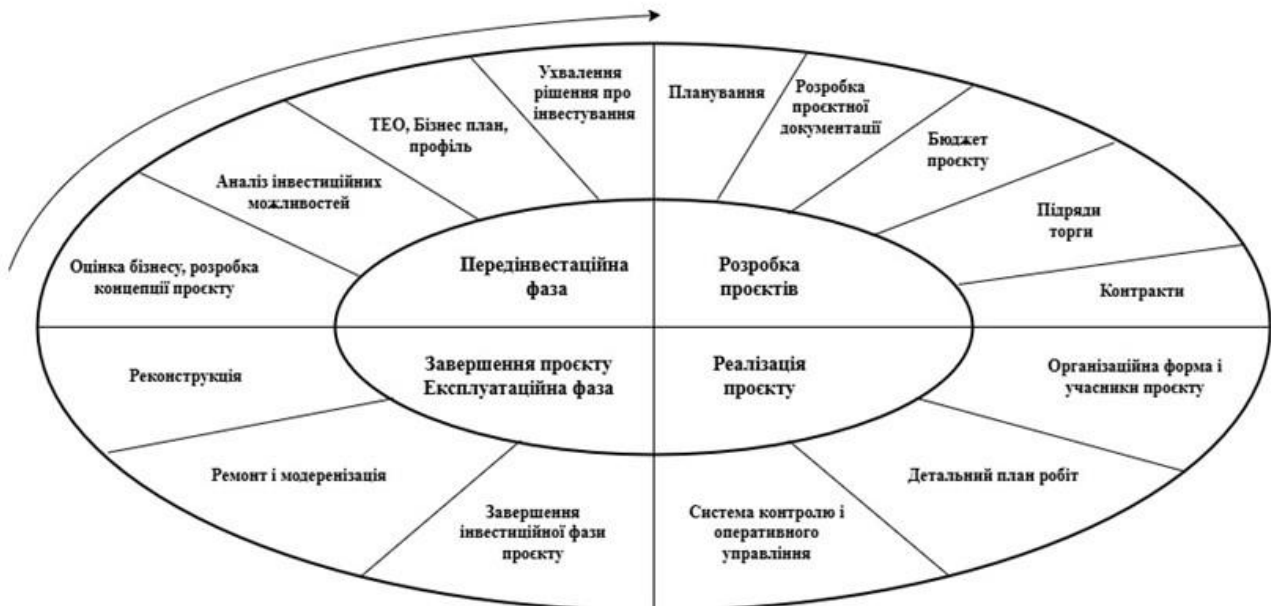 Ухвалення
рішення про
інвестування
Планування
Розробка
проєктної
документації
ТЕО, Бізнес план,
профіль
Бюджет
проєкту
Аналіз інвестиційних
можливостей
Підряди
торги
Оцінка бізнесу, розробка
концепції проєкту
Передінвестаційна
фаза
Розробка
проєктів
Контракти
Реконструкція
Завершення проєкту
Експлуатаційна фаза
Реалізація
проєкту
Організаційна форма і
учасники проєкту
Ремонт і модеренізація
Детальний план робіт
Завершення
інвестиційної фази
проєкту
Система контролю і
оперативного
управління